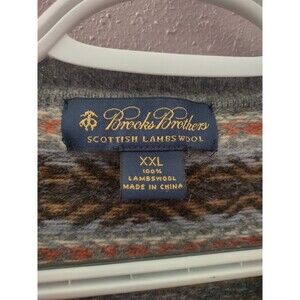 Brooks Brothers
SCOTTISH LAMBSWOOL
XXL
100%
LAMBSWOOL
MADE IN CHINA